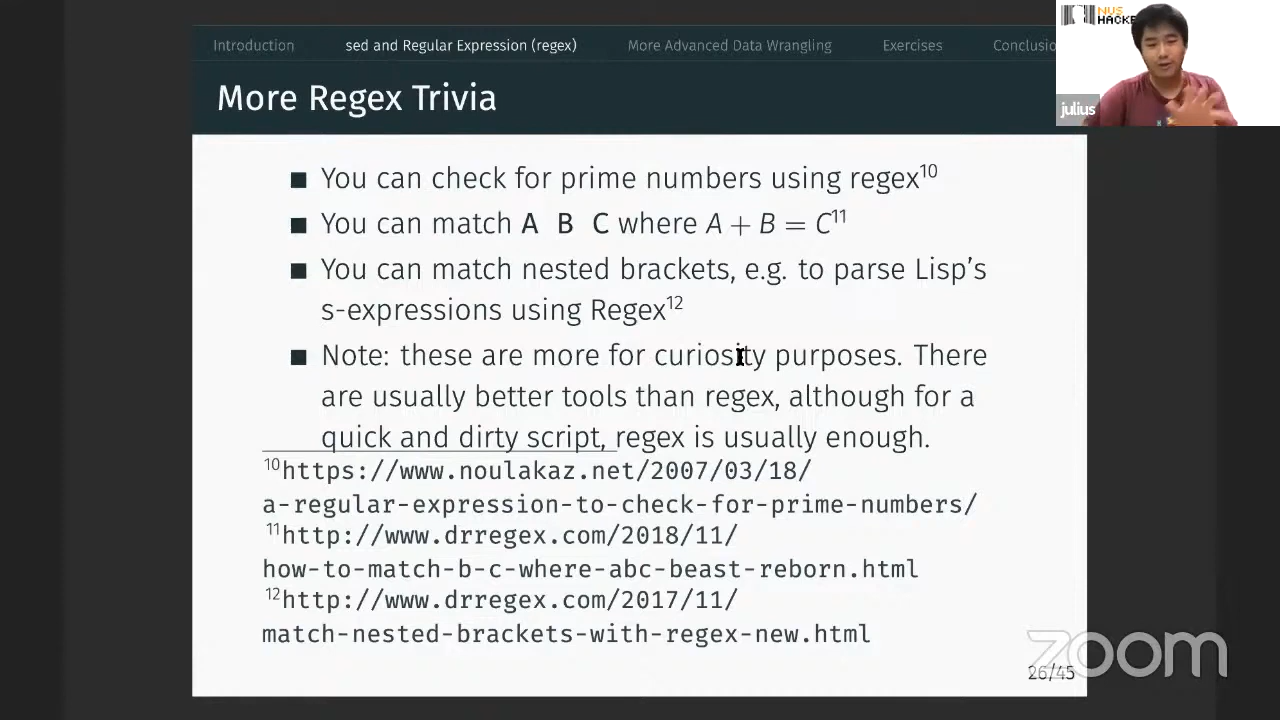 Introduction sed and Regular Expression (regex) More Advanced Data Wrangling Exercises Conclusio
NUS
HACKE
julius
More Regex Trivia
■ You can check for prime numbers using regex¹⁰
■ You can match A B C where A + B = C¹¹
■ You can match nested brackets, e.g. to parse Lisp's
s-expressions using Regex¹²
■ Note: these are more for curiosity purposes. There
are usually better tools than regex, although for a
quick and dirty script, regex is usually enough.
¹⁰https://www.noulakaz.net/2007/03/18/
a-regular-expression-to-check-for-prime-numbers/
¹¹http://www.drregex.com/2018/11/
how-to-match-b-c-where-abc-beast-reborn.html
¹²http://www.drregex.com/2017/11/
match-nested-brackets-with-regex-new.html
zoom
26/45